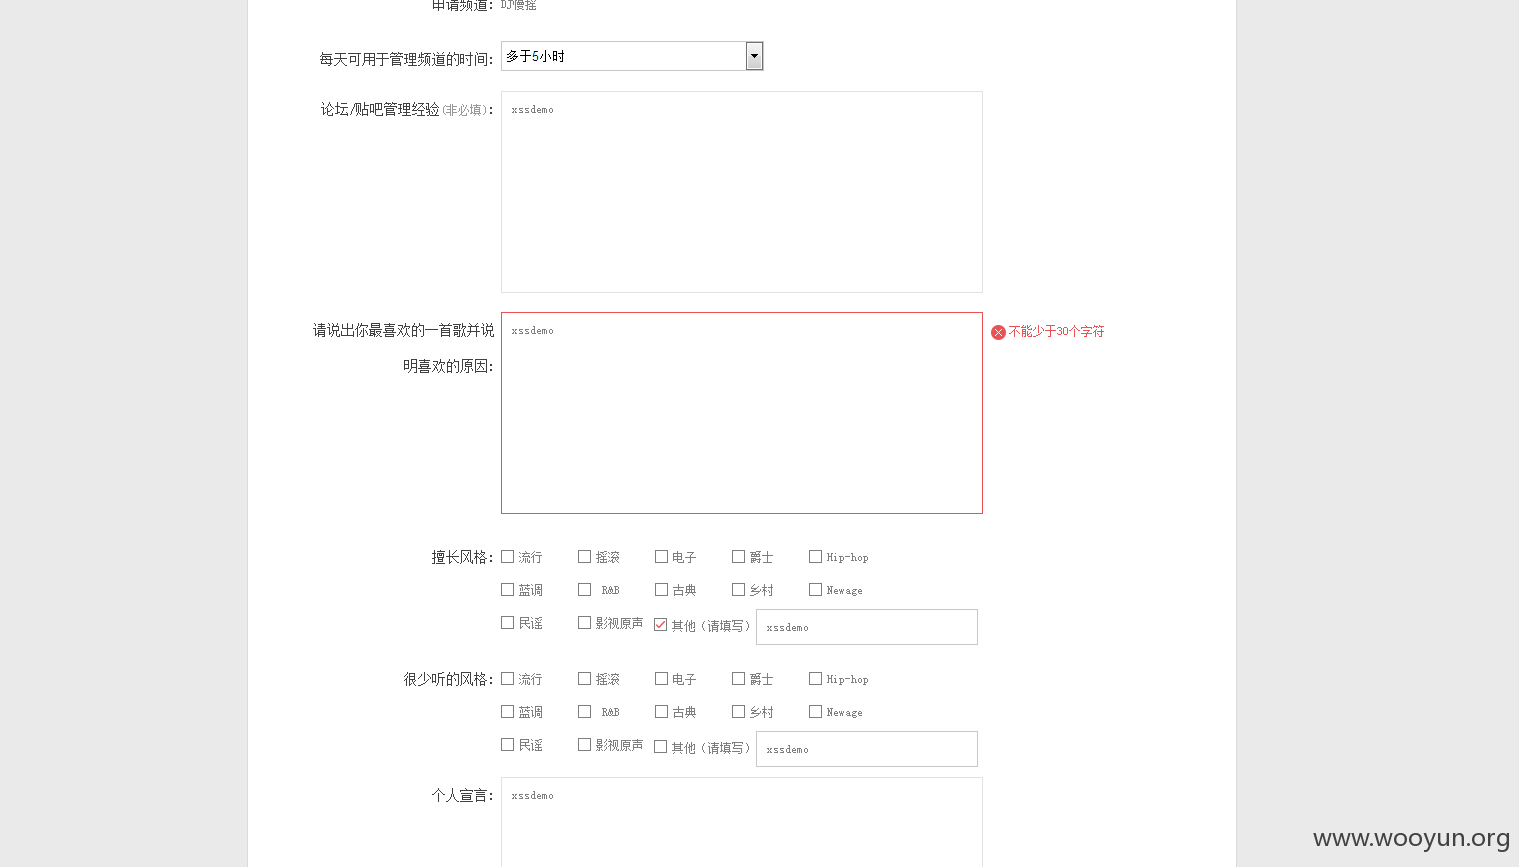 申请频道: DJ慢摇
每天可用于管理频道的时间: 多于5小时
论坛/贴吧管理经验(非必填): xssdemo
请说出你最喜欢的一首歌并说 xssdemo 不能少于30个字符
明喜欢的原因:
擅长风格: 流行 摇滚 电子 爵士 Hip-hop
蓝调 R&B 古典 乡村 Newage
民谣 影视原声 其他(请填写) xssdemo
很少听的风格: 流行 摇滚 电子 爵士 Hip-hop
蓝调 R&B 古典 乡村 Newage
民谣 影视原声 其他(请填写) xssdemo
个人宣言: xssdemo
www.wooyun.org